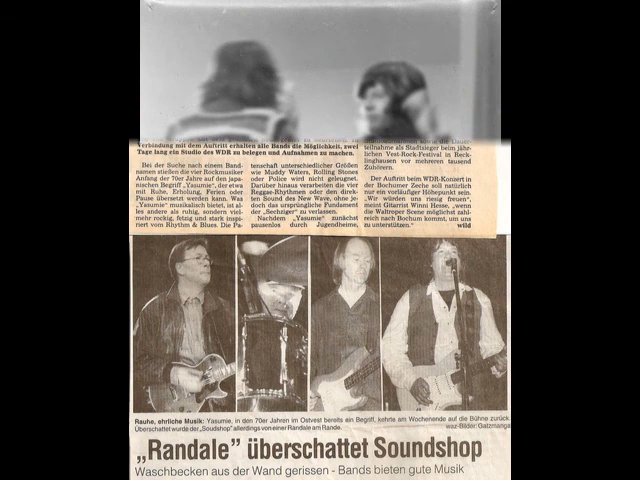 Verbindung mit dem Auftritt erhalten alle Bands die Möglichkeit, zwei
Tage lang ein Studio des WDR zu belegen und Aufnahmen zu machen.
Bei der Suche nach einem Band-
namen stießen die vier Rockmusiker
Anfang der 70er Jahre auf den japa-
nischen Begriff „Yasumie“, der etwa
mit Ruhe, Erholung, Ferien oder
Pause übersetzt werden kann. Was
„Yasumie“ musikalisch bietet, ist al-
les andere als ruhig, sondern viel-
mehr rockig, fetzig und stark inspi-
riert vom Rhythm & Blues. Die Pa-
tenschaft unterschiedlicher Größen
wie Muddy Waters, Rolling Stones
oder Police wird nicht geleugnet.
Darüber hinaus verarbeiten die vier
Reggae-Rhythmen oder den direk-
ten Sound des New Wave, ohne je-
doch das ursprüngliche Fundament
der „Sechziger“ zu verlassen.
Nachdem „Yasumie“ zunächst
pausenlos durch Jugendheime,
teilnahme als Stadtsieger beim jähr-
lichen Vest-Rock-Festival in Reck-
linghausen vor mehreren tausend
Zuhörern.
Der Auftritt beim WDR-Konzert in
der Bochumer Zeche soll natürlich
nur ein vorläufiger Höhepunkt sein.
„Wir würden uns riesig freuen“,
meint Gitarrist Winni Hesse, „wenn
die Waltroper Scene möglichst zahl-
reich nach Bochum kommt, um uns
zu unterstützen.“ wild
Rauhe, ehrliche Musik: Yasumie, in den 70er Jahren im Ostvest bereits ein Begriff, kehrte am Wochenende auf die Bühne zurück.
Überschattet wurde der „Soundshop“ allerdings von einer Randale am Rande. waz-Bilder: Gatzmanga
„Randale” überschattet Soundshop
Waschbecken aus der Wand gerissen - Bands bieten gute Musik